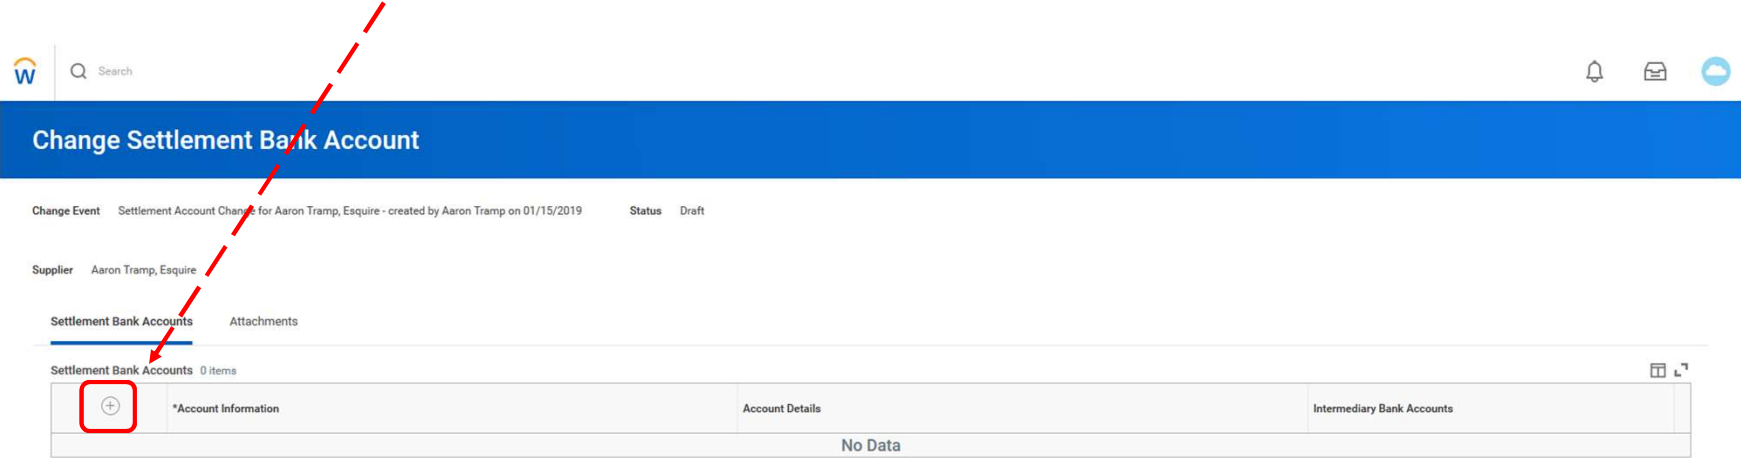 W
Search
Change Settlement Bank Account
Change Event Settlement Account Change for Aaron Tramp, Esquire - created by Aaron Tramp on 01/15/2019 Status Draft
Supplier Aaron Tramp, Esquire
Settlement Bank Accounts Attachments
Settlement Bank Accounts 0 items
*Account Information Account Details Intermediary Bank Accounts
No Data